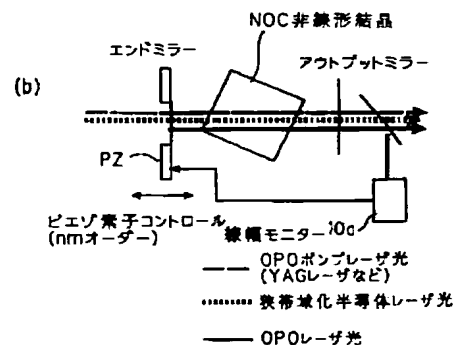 NOC非線形結晶
エンドミラー
アウトプットミラー
(b)
PZ
ピエゾ素子コントロール
(nmオーダー)
線幅モニター 10a
OPOポンプレーザ光
(YAGレーザなど)
狭帯域化半導体レーザ光
OPOレーザ光